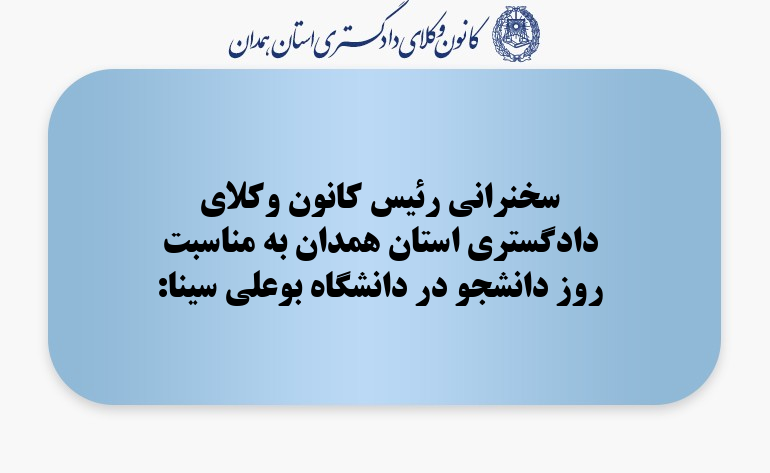 کانون وکلای دادگستری استان همدان
سخنرانی رئیس کانون وکلای
دادگستری استان همدان به مناسبت
روز دانشجو در دانشگاه بوعلی سینا: